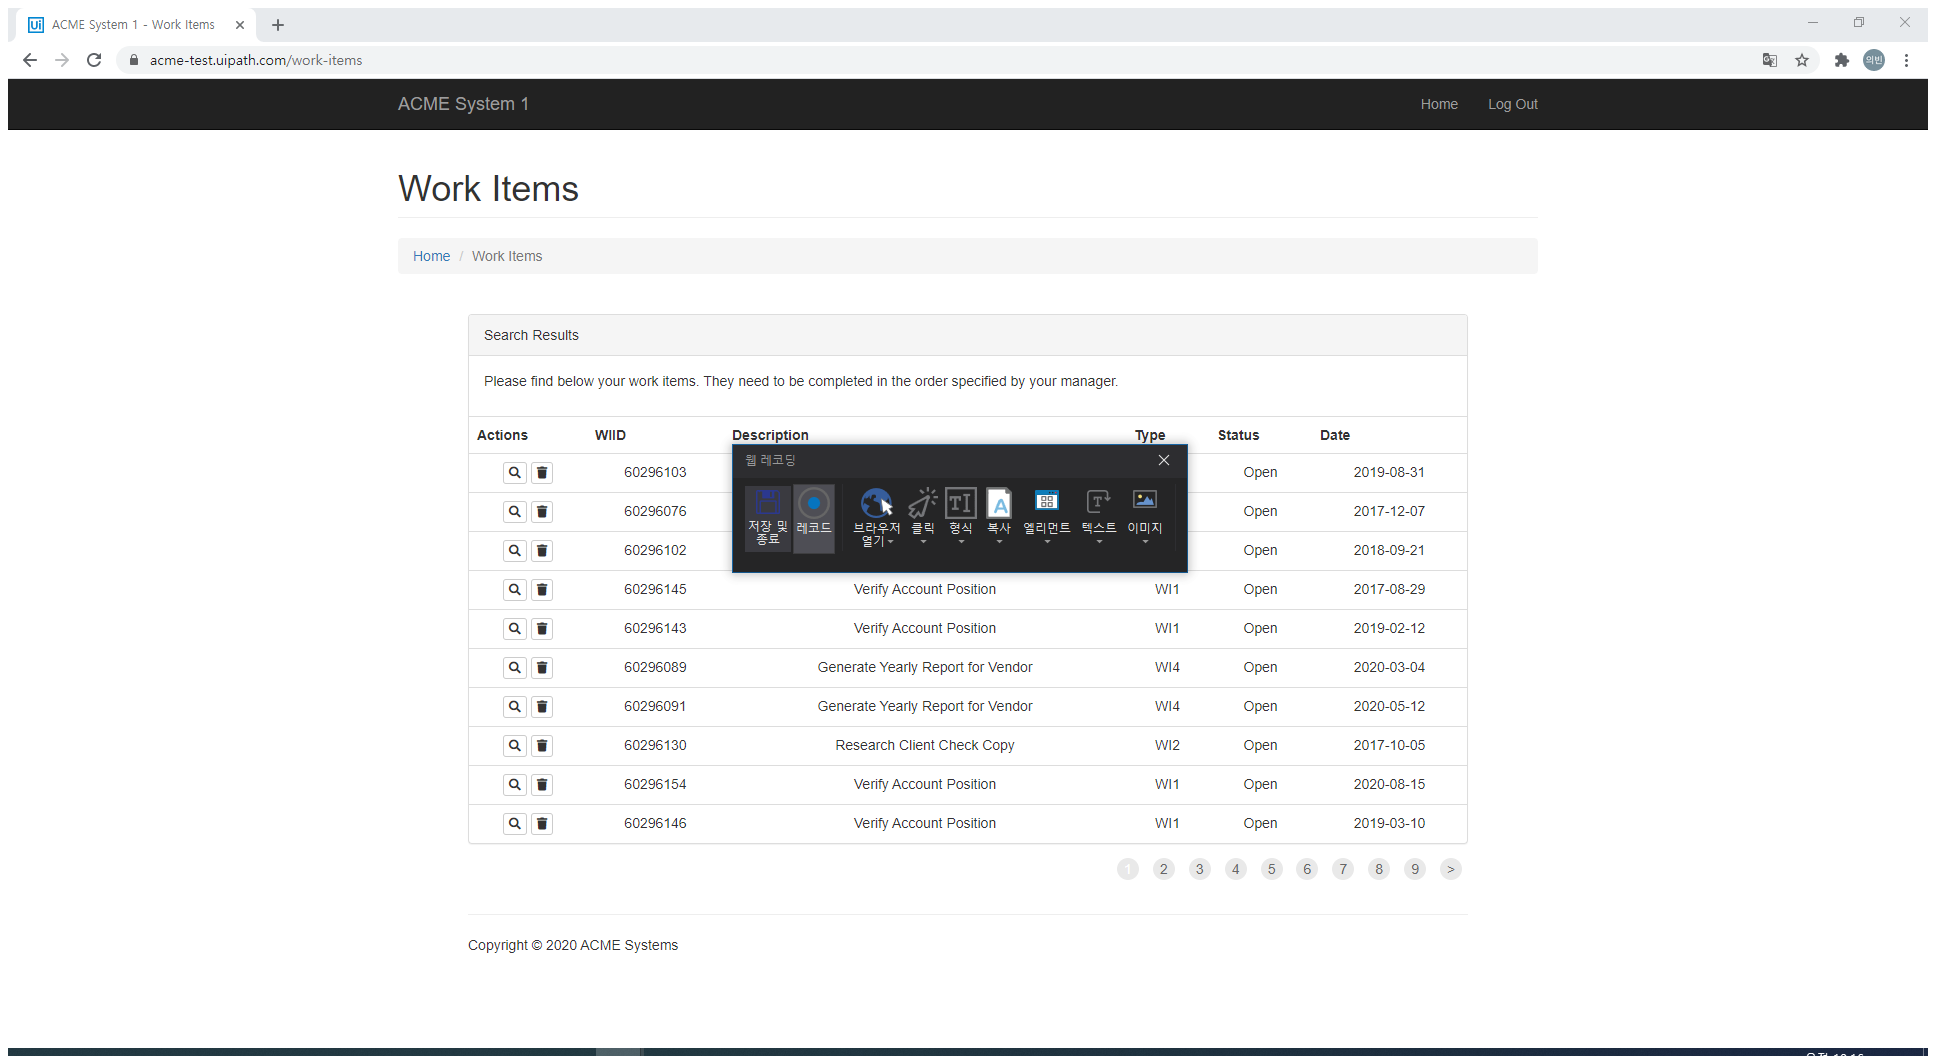 ACME System 1 - Work Items
acme-test.uipath.com/work-items
의빈
ACME System 1
Home
Log Out
Work Items
Home / Work Items
Search Results
Please find below your work items. They need to be completed in the order specified by your manager.
Actions WIID Description Type Status Date
60296103 Open 2019-08-31
60296076 Open 2017-12-07
60296102 Open 2018-09-21
웹 레코딩
저장 및 종료
레코드
브라우저 열기
클릭
형식
복사
엘리먼트
텍스트
이미지
60296145 Verify Account Position WI1 Open 2017-08-29
60296143 Verify Account Position WI1 Open 2019-02-12
60296089 Generate Yearly Report for Vendor WI4 Open 2020-03-04
60296091 Generate Yearly Report for Vendor WI4 Open 2020-05-12
60296130 Research Client Check Copy WI2 Open 2017-10-05
60296154 Verify Account Position WI1 Open 2020-08-15
60296146 Verify Account Position WI1 Open 2019-03-10
1 2 3 4 5 6 7 8 9 >
Copyright © 2020 ACME Systems